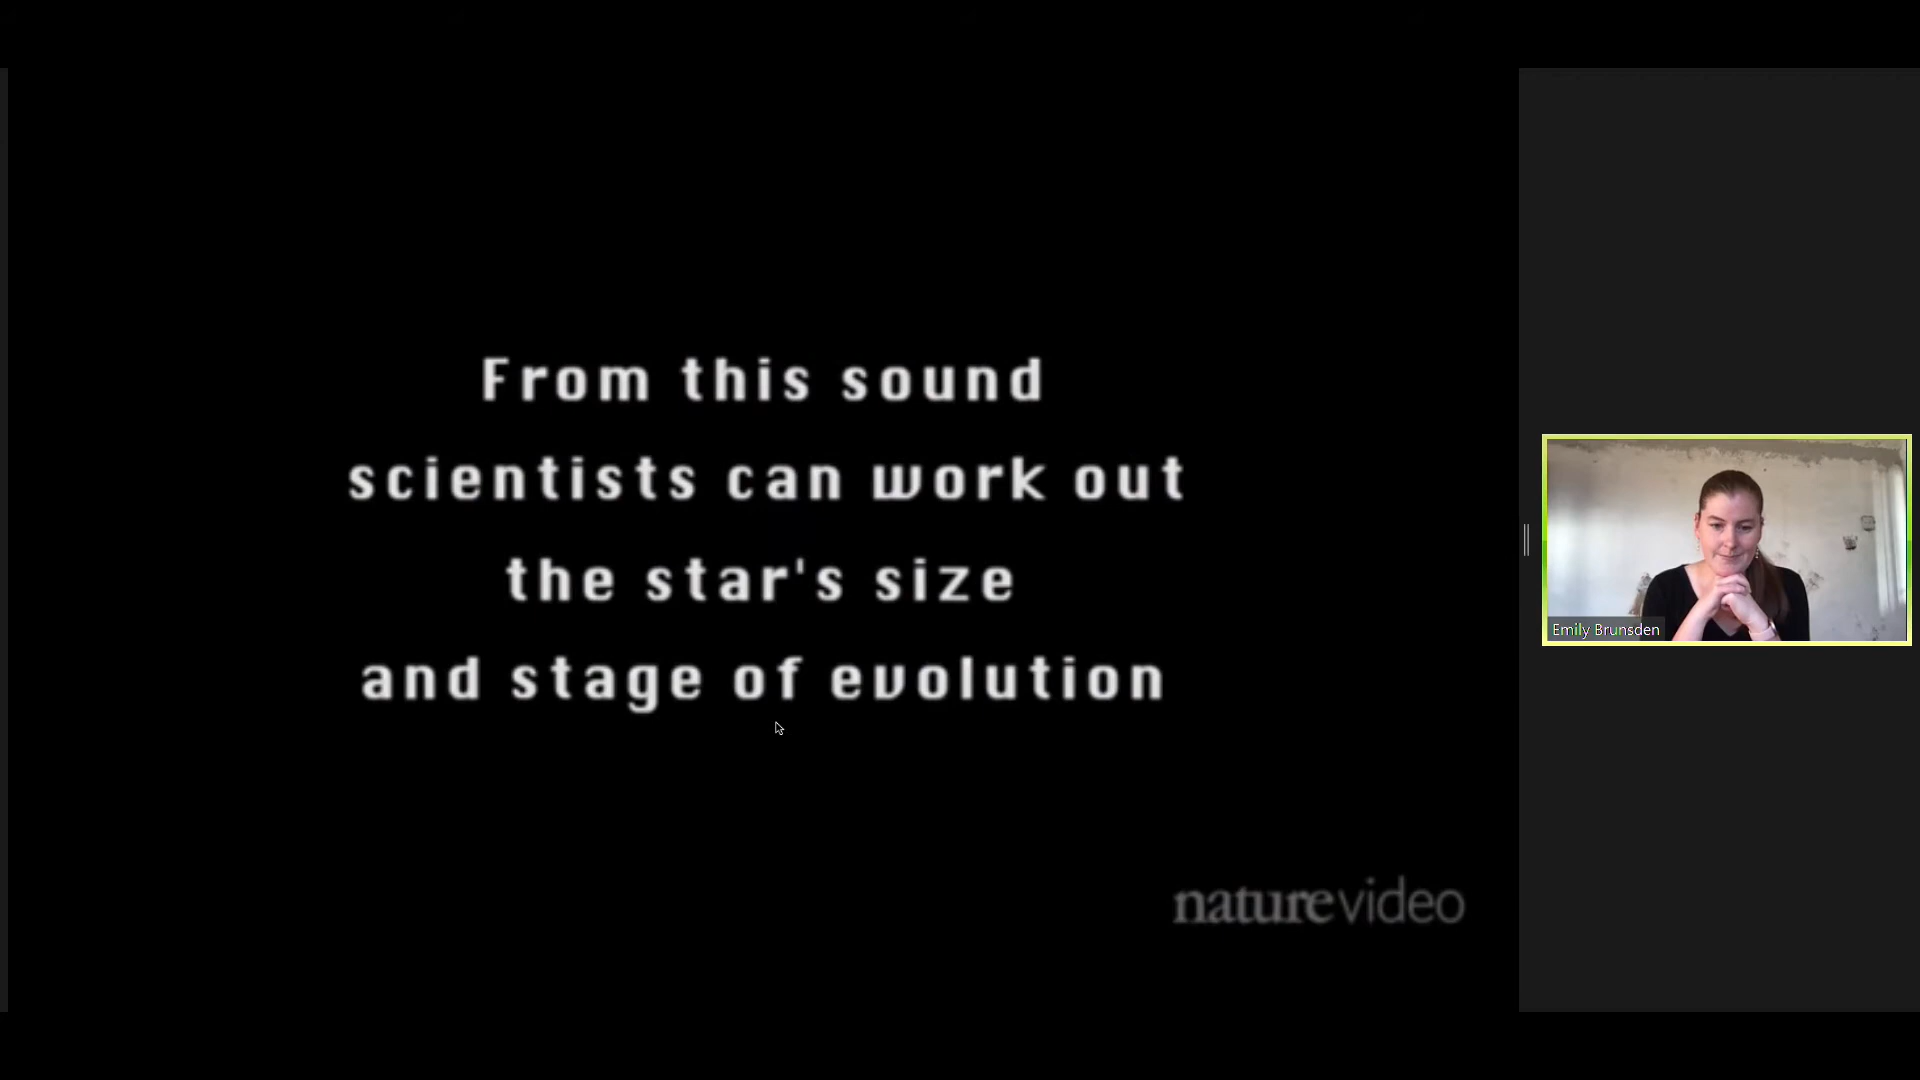 From this sound
scientists can work out
the star's size
and stage of evolution
naturevideo
Emily Brunsden